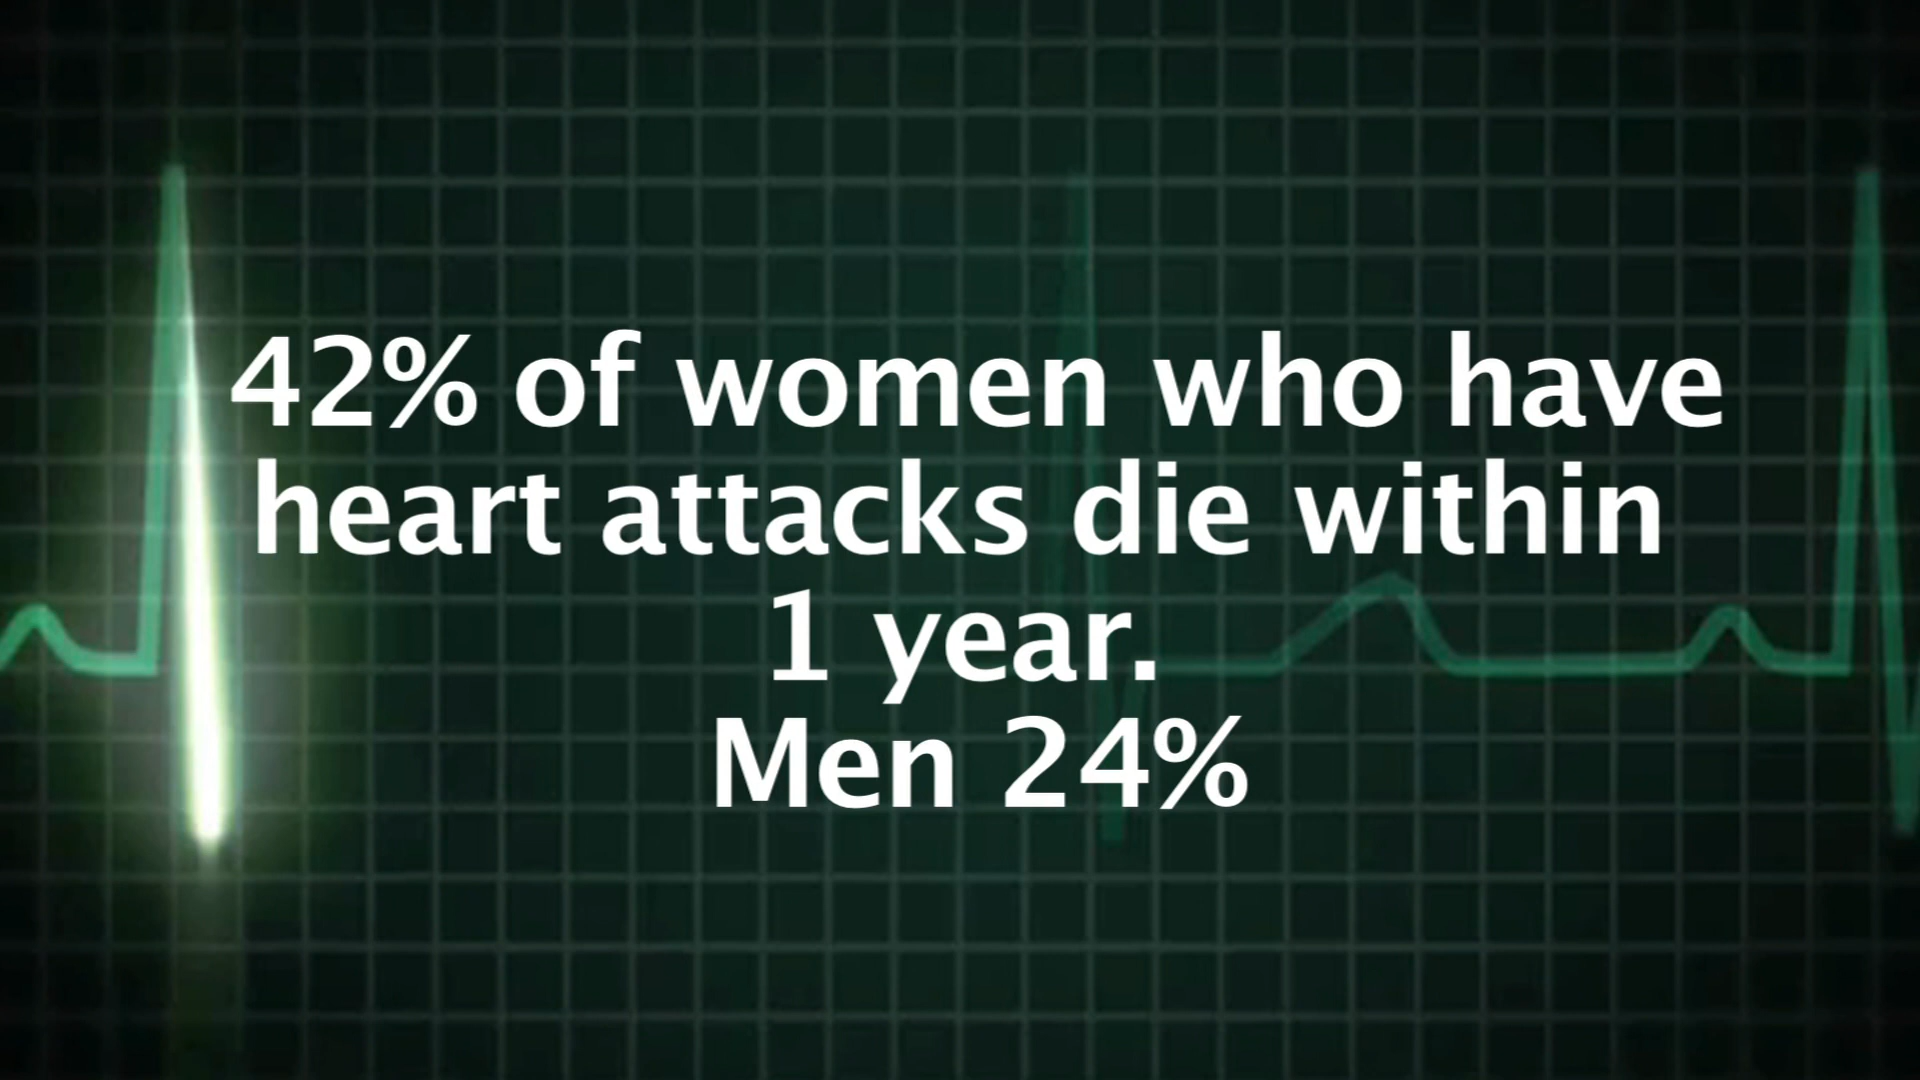 42% of women who have
heart attacks die within
1 year.
Men 24%